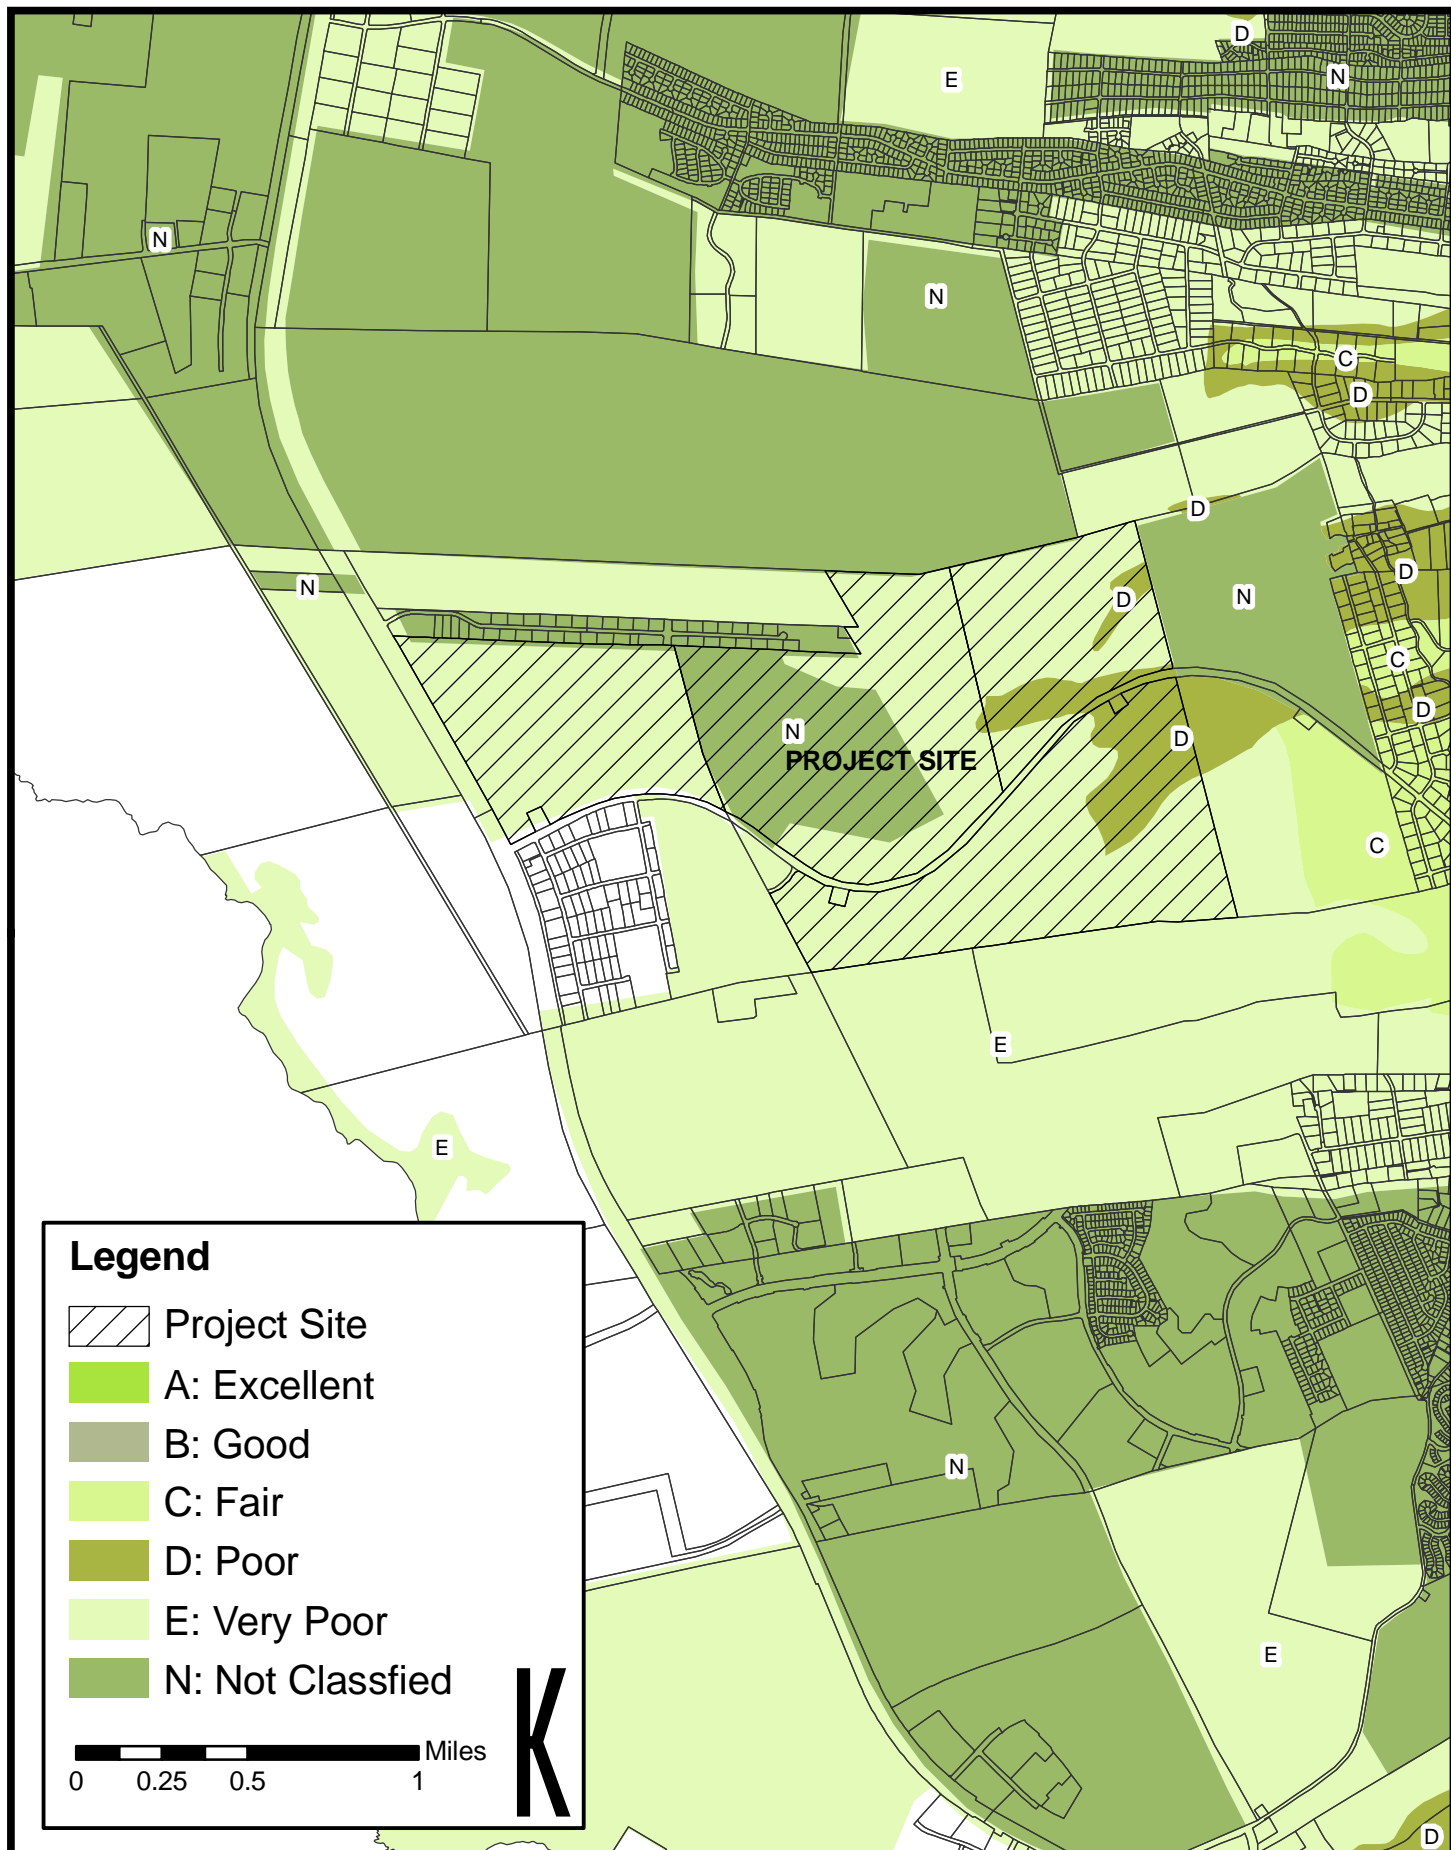 D
N
E
N
N
C
D
D
D
N
D
N
C
D
N
D
PROJECT SITE
C
E
E
N
E
D
Legend
Project Site
A: Excellent
B: Good
C: Fair
D: Poor
E: Very Poor
N: Not Classfied
K
Miles
0 0.25 0.5 1